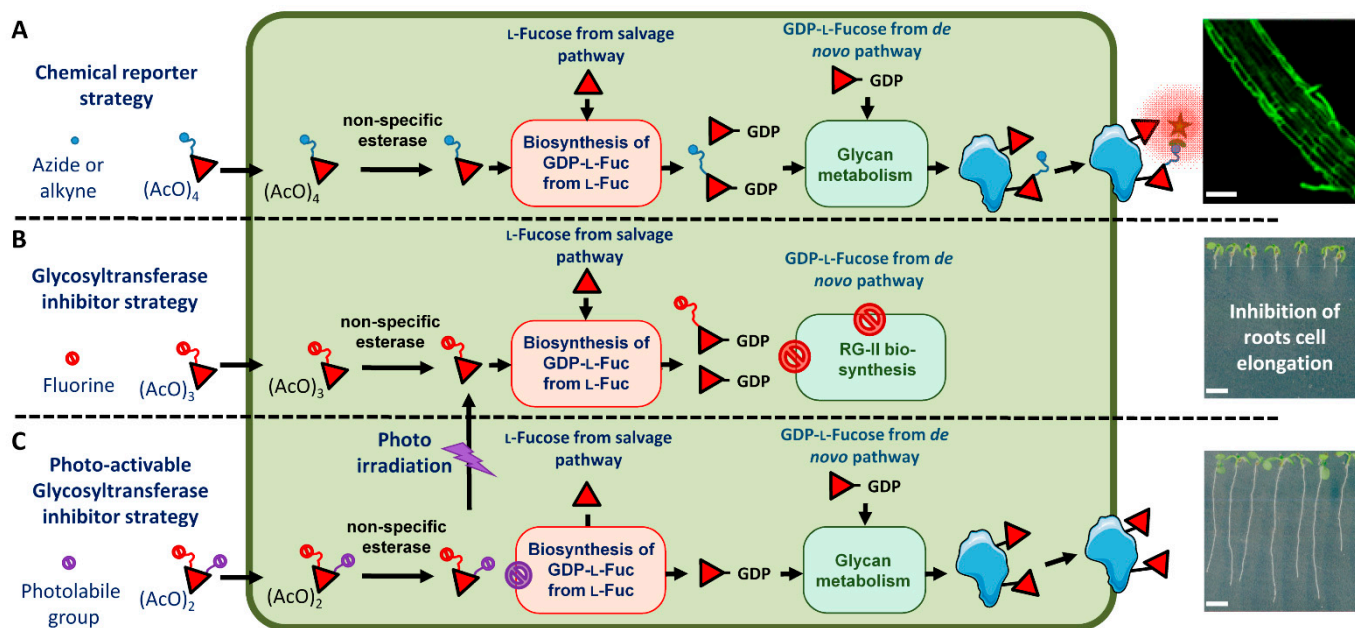 A
Chemical reporter
strategy
Azide or
alkyne
(AcO)4
(AcO)4
non-specific
esterase
L-Fucose from salvage
pathway
Biosynthesis of
GDP-L-Fuc
from L-Fuc
GDP
GDP
GDP-L-Fucose from de
novo pathway
GDP
Glycan
metabolism
B
Glycosyltransferase
inhibitor strategy
Fluorine
(AcO)3
(AcO)3
non-specific
esterase
L-Fucose from salvage
pathway
Biosynthesis of
GDP-L-Fuc
from L-Fuc
GDP
GDP
GDP-L-Fucose from de
novo pathway
RG-II bio-
synthesis
Inhibition of
roots cell
elongation
C
Photo-activable
Glycosyltransferase
inhibitor strategy
Photolabile
group
(AcO)2
(AcO)2
Photo
irradiation
non-specific
esterase
L-Fucose from salvage
pathway
Biosynthesis of
GDP-L-Fuc
from L-Fuc
GDP
GDP-L-Fucose from de
novo pathway
GDP
Glycan
metabolism